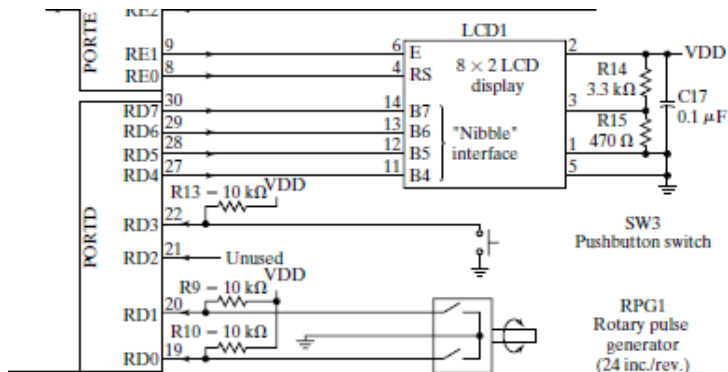 RE2
LCD1
PORTE
RE1 9 6 E 2 VDD
RE0 8 4 RS 8 × 2 LCD R14
display 3.3 kΩ C17
RD7 30 14 B7 3 0.1 μF
RD6 29 13 B6 "Nibble" R15
RD5 28 12 B5 interface 470 Ω 1
RD4 27 11 B4 5
R13 – 10 kΩ VDD
PORTD
RD3 22 SW3
Pushbutton switch
RD2 21 Unused
R9 – 10 kΩ VDD
RD1 20 RPG1
R10 – 10 kΩ Rotary pulse
RD0 19 generator
(24 inc./rev.)